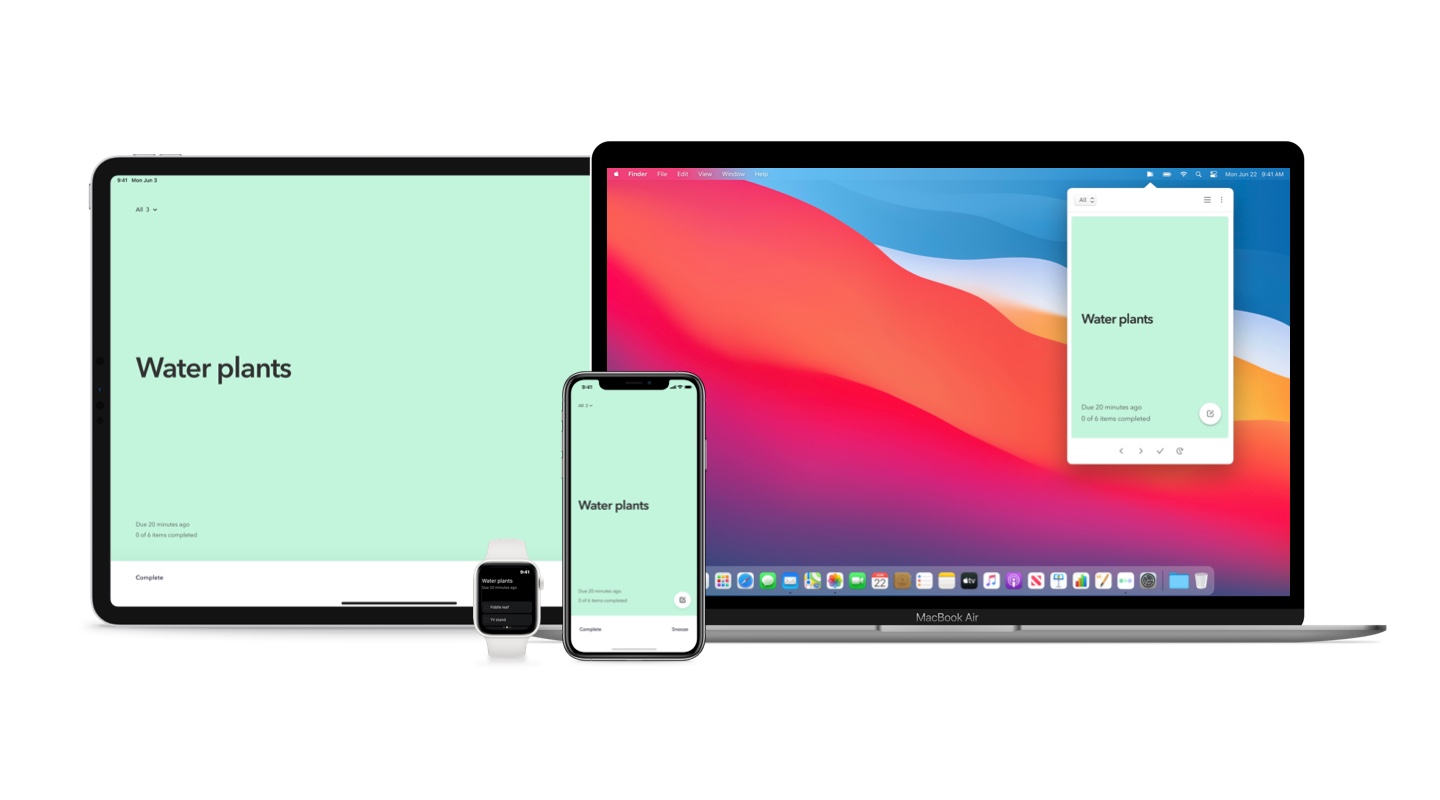 9:41 Mon Jun 3
All 3
Water plants
Due 20 minutes ago
0 of 6 items completed
Complete
9:41
Water plants
Due 20 minutes ago
Fiddle leaf
TV stand
9:41
All 3
Water plants
Due 20 minutes ago
0 of 6 items completed
Complete
Snooze
Finder File Edit View Window Help
Mon Jun 22 9:41 AM
All
Water plants
Due 20 minutes ago
0 of 6 items completed
22
tv
MacBook Air